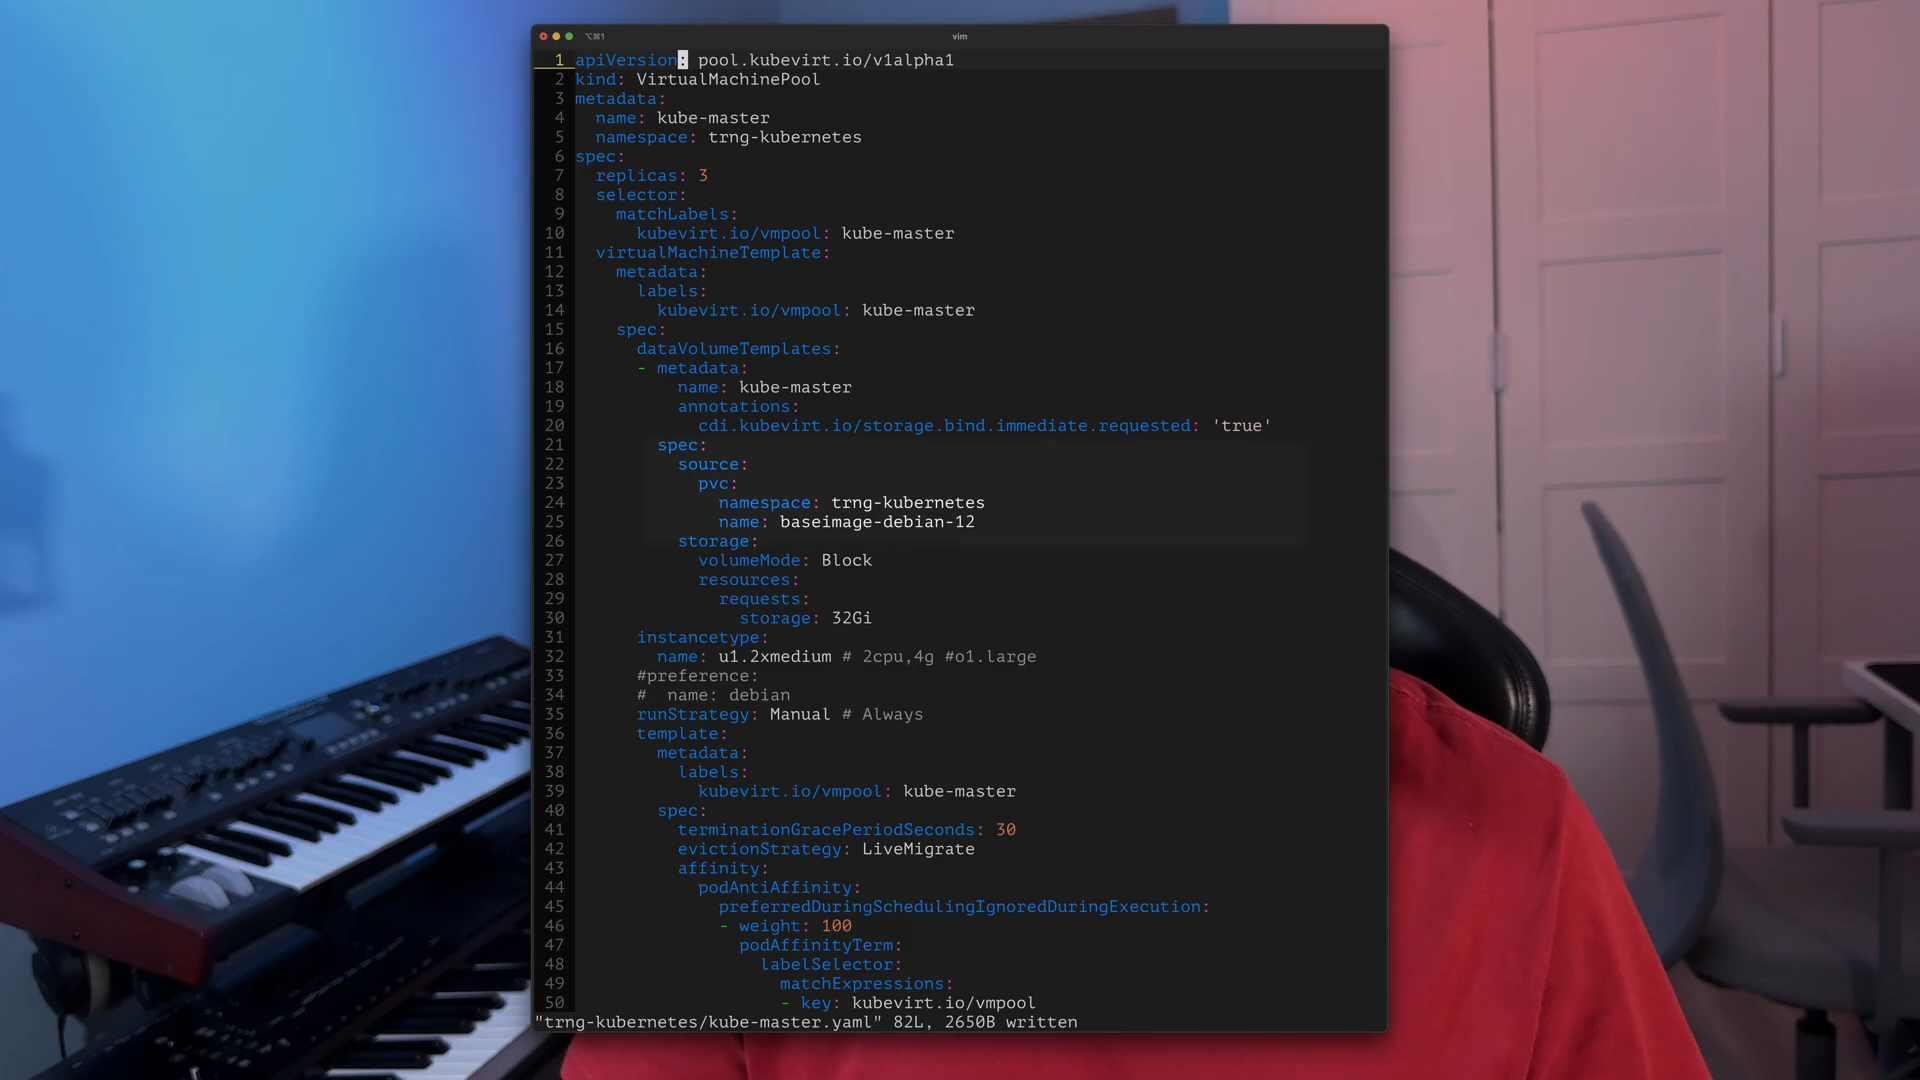 ⌥⌘1
vim
1 apiVersion: pool.kubevirt.io/v1alpha1
2 kind: VirtualMachinePool
3 metadata:
4   name: kube-master
5   namespace: trng-kubernetes
6 spec:
7   replicas: 3
8   selector:
9     matchLabels:
10       kubevirt.io/vmpool: kube-master
11   virtualMachineTemplate:
12     metadata:
13       labels:
14         kubevirt.io/vmpool: kube-master
15     spec:
16       dataVolumeTemplates:
17       - metadata:
18           name: kube-master
19           annotations:
20             cdi.kubevirt.io/storage.bind.immediate.requested: 'true'
21         spec:
22           source:
23             pvc:
24               namespace: trng-kubernetes
25               name: baseimage-debian-12
26           storage:
27             volumeMode: Block
28             resources:
29               requests:
30                 storage: 32Gi
31       instancetype:
32         name: u1.2xmedium # 2cpu,4g #o1.large
33       #preference:
34       #  name: debian
35       runStrategy: Manual # Always
36       template:
37         metadata:
38           labels:
39             kubevirt.io/vmpool: kube-master
40         spec:
41           terminationGracePeriodSeconds: 30
42           evictionStrategy: LiveMigrate
43           affinity:
44             podAntiAffinity:
45               preferredDuringSchedulingIgnoredDuringExecution:
46               - weight: 100
47                 podAffinityTerm:
48                   labelSelector:
49                     matchExpressions:
50                     - key: kubevirt.io/vmpool
"trng-kubernetes/kube-master.yaml" 82L, 2650B written